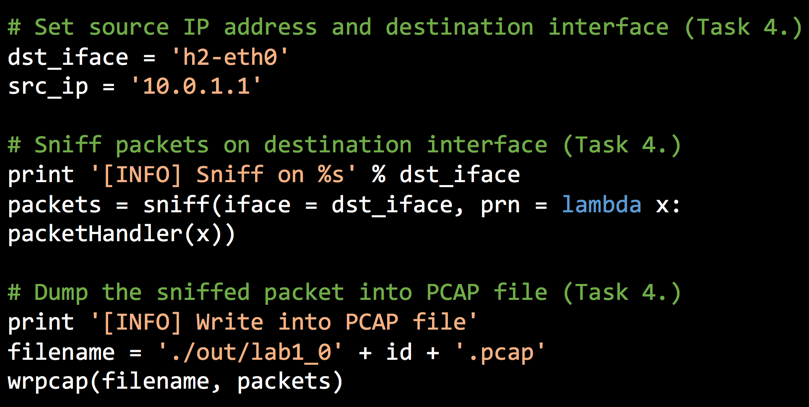 # Set source IP address and destination interface (Task 4.)
dst_iface = 'h2-eth0'
src_ip = '10.0.1.1'
# Sniff packets on destination interface (Task 4.)
print '[INFO] Sniff on %s' % dst_iface
packets = sniff(iface = dst_iface, prn = lambda x:
packetHandler(x))
# Dump the sniffed packet into PCAP file (Task 4.)
print '[INFO] Write into PCAP file'
filename = './out/lab1_0' + id + '.pcap'
wrpcap(filename, packets)